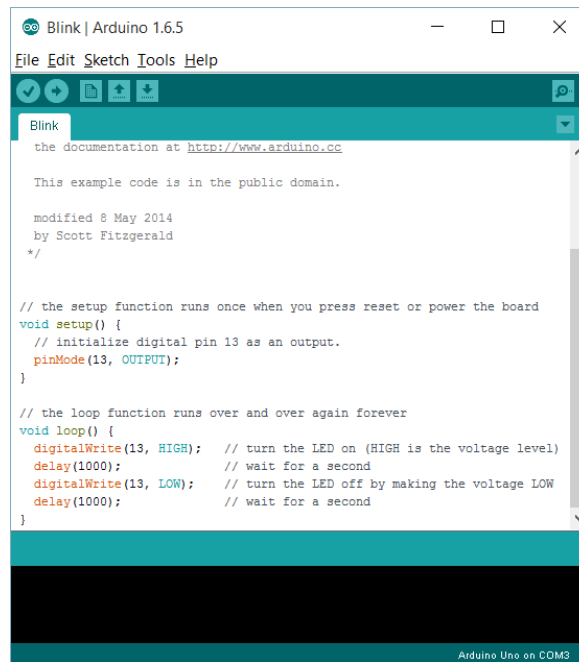 Blink | Arduino 1.6.5
File Edit Sketch Tools Help
Blink
the documentation at http://www.arduino.cc
This example code is in the public domain.
modified 8 May 2014
by Scott Fitzgerald
*/
// the setup function runs once when you press reset or power the board
void setup() {
// initialize digital pin 13 as an output.
pinMode(13, OUTPUT);
}
// the loop function runs over and over again forever
void loop() {
digitalWrite(13, HIGH);   // turn the LED on (HIGH is the voltage level)
delay(1000);              // wait for a second
digitalWrite(13, LOW);    // turn the LED off by making the voltage LOW
delay(1000);              // wait for a second
}
Arduino Uno on COM3